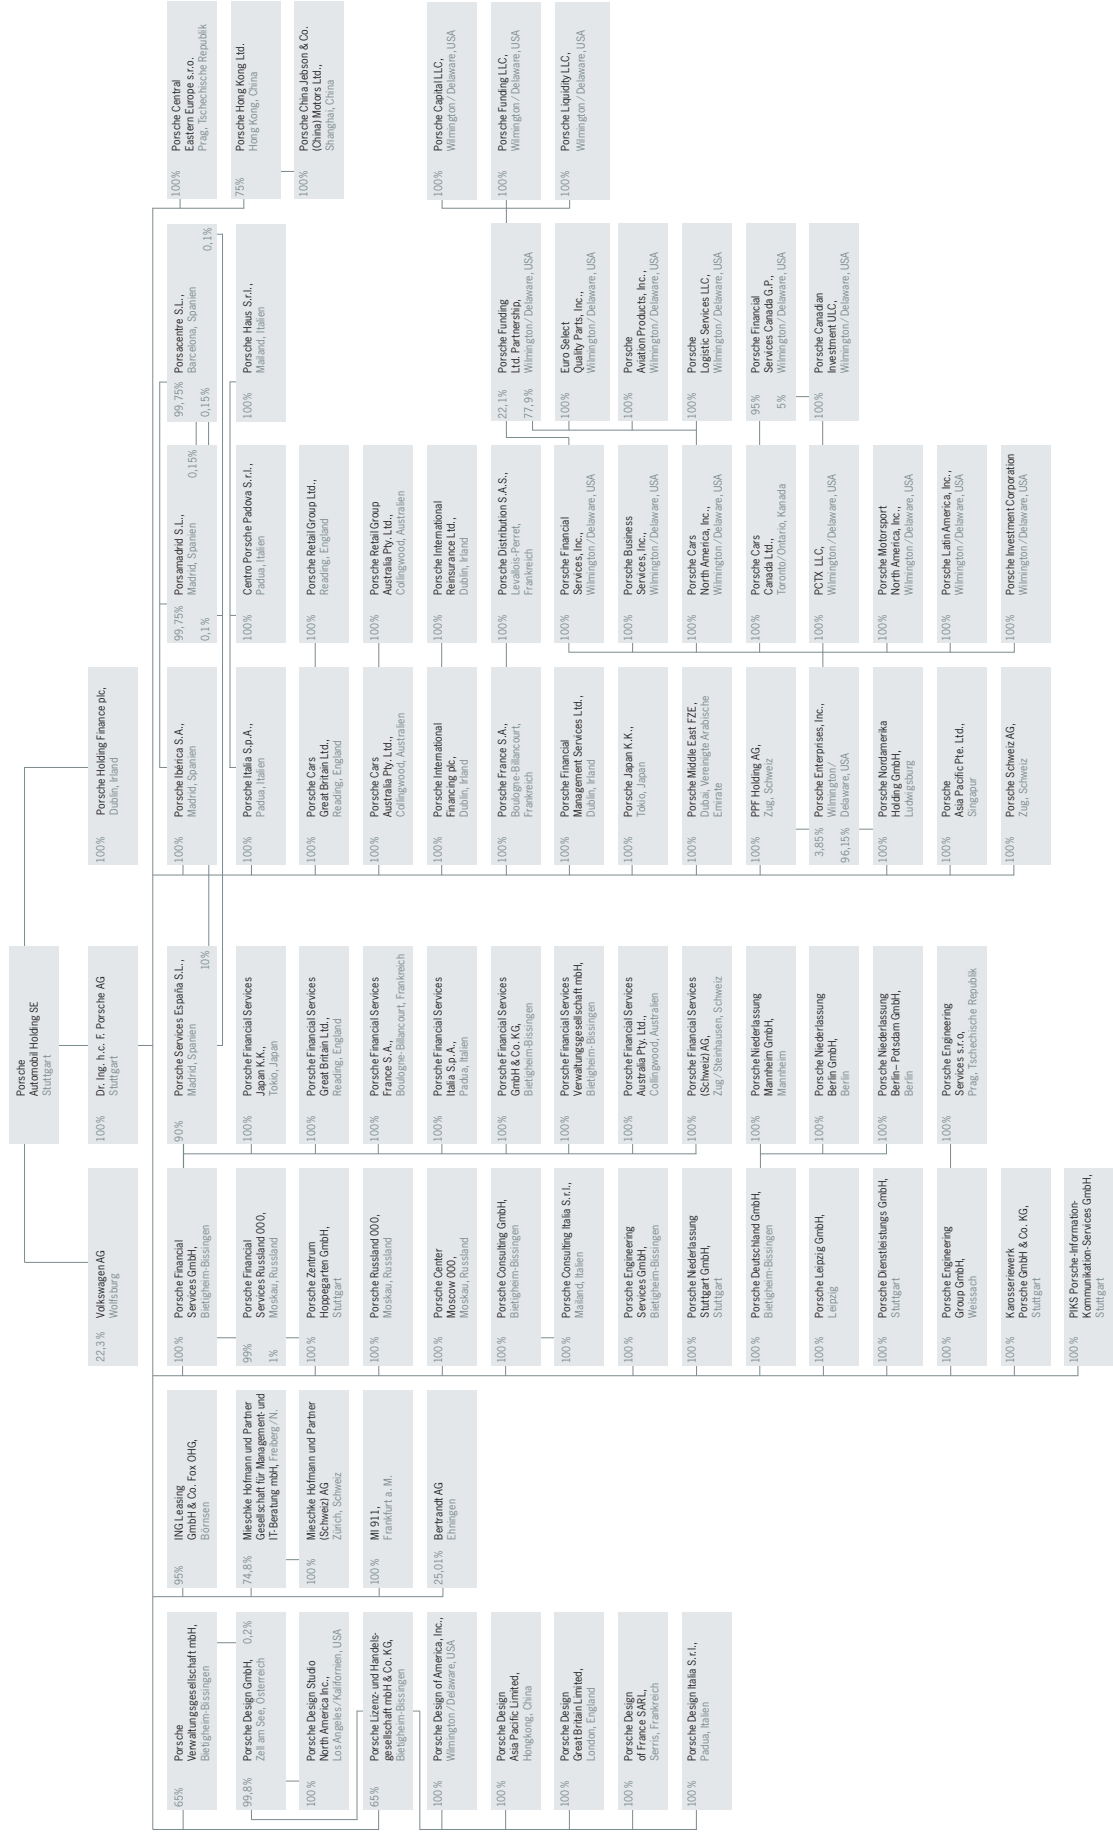 Porsche
Automobil Holding SE
Stuttgart
22,3 %
Volkswagen AG
Wolfsburg
100%
Dr. Ing. h.c. F. Porsche AG
Stuttgart
100%
Porsche Holding Finance plc,
Dublin, Irland
65%
Porsche
Verwaltungsgesellschaft mbH,
Bietigheim-Bissingen
99,8%
Porsche Design GmbH,
0,2%
Zell am See, Österreich
100%
Porsche Design Studio
North America Inc.,
Los Angeles/Kalifornien, USA
65%
Porsche Lizenz- und Handels-
gesellschaft mbH & Co. KG,
Bietigheim-Bissingen
100%
Porsche Design of America, Inc.,
Wilmington/Delaware, USA
100%
Porsche Design
Asia Pacific Limited,
Hongkong, China
100%
Porsche Design
Great Britain Limited,
London, England
100%
Porsche Design
of France SARL,
Serris, Frankreich
100%
Porsche Design Italia S.r.l.,
Padua, Italien
95%
ING Leasing
GmbH & Co. Fox OHG,
Börnsen
74,8%
Mieschke Hofmann und Partner
Gesellschaft für Management- und
IT-Beratung mbH, Freiberg/N.
100%
Mieschke Hofmann und Partner
(Schweiz) AG
Zürich, Schweiz
100%
MI 911,
Frankfurt a. M.
25,01%
Bertrandt AG
Ehningen
100%
Porsche Financial
Services GmbH,
Bietigheim-Bissingen
99%
Porsche Financial
Services Russland OOO,
1%
Moskau, Russland
100%
Porsche Zentrum
Hoppegarten GmbH,
Stuttgart
100%
Porsche Russland OOO,
Moskau, Russland
100%
Porsche Center
Moscow OOO,
Moskau, Russland
100%
Porsche Consulting GmbH,
Bietigheim-Bissingen
100%
Porsche Consulting Italia S.r.l.,
Mailand, Italien
100%
Porsche Engineering
Services GmbH,
Bietigheim-Bissingen
100%
Porsche Niederlassung
Stuttgart GmbH,
Stuttgart
100%
Porsche Deutschland GmbH,
Bietigheim-Bissingen
100%
Porsche Leipzig GmbH,
Leipzig
100%
Porsche Dienstleistungs GmbH,
Stuttgart
100%
Porsche Engineering
Group GmbH,
Weissach
100%
Karosseriewerk
Porsche GmbH & Co. KG,
Stuttgart
100%
PIKS Porsche-Information-
Kommunikation-Services GmbH,
Stuttgart
90%
Porsche Services España S.L.,
Madrid, Spanien
10%
100%
Porsche Financial Services
Japan K.K.,
Tokio, Japan
100%
Porsche Financial Services
Great Britain Ltd.,
Reading, England
100%
Porsche Financial Services
France S.A.,
Boulogne-Billancourt, Frankreich
100%
Porsche Financial Services
Italia S.p.A.,
Padua, Italien
100%
Porsche Financial Services
GmbH & Co. KG,
Bietigheim-Bissingen
100%
Porsche Financial Services
Verwaltungsgesellschaft mbH,
Bietigheim-Bissingen
100%
Porsche Financial Services
Australia Pty. Ltd.,
Collingwood, Australien
100%
Porsche Financial Services
(Schweiz) AG,
Zug/Steinhausen, Schweiz
100%
Porsche Niederlassung
Mannheim GmbH,
Mannheim
100%
Porsche Niederlassung
Berlin GmbH,
Berlin
100%
Porsche Niederlassung
Berlin–Potsdam GmbH,
Berlin
100%
Porsche Engineering
Services s.r.o,
Prag, Tschechische Republik
100%
Porsche Ibérica S.A.,
Madrid, Spanien
100%
Porsche Italia S.p.A.,
Padua, Italien
100%
Porsche Cars
Great Britain Ltd.,
Reading, England
100%
Porsche Cars
Australia Pty. Ltd.,
Collingwood, Australien
100%
Porsche International
Financing plc,
Dublin, Irland
100%
Porsche France S.A.,
Boulogne-Billancourt,
Frankreich
100%
Porsche Financial
Management Services Ltd.,
Dublin, Irland
100%
Porsche Japan K.K.,
Tokio, Japan
100%
Porsche Middle East FZE,
Dubai, Vereinigte Arabische
Emirate
100%
PPF Holding AG,
Zug, Schweiz
3,85%
Porsche Enterprises, Inc.,
Wilmington/
96,15%
Delaware, USA
100%
Porsche Nordamerika
Holding GmbH,
Ludwigsburg
100%
Porsche
Asia Pacific Pte. Ltd.,
Singapur
100%
Porsche Schweiz AG,
Zug, Schweiz
99,75%
Porsamadrid S.L.,
Madrid, Spanien
0,15%
0,1%
100%
Centro Porsche Padova S.r.l.,
Padua, Italien
100%
Porsche Retail Group Ltd.,
Reading, England
100%
Porsche Retail Group
Australia Pty. Ltd.,
Collingwood, Australien
100%
Porsche International
Reinsurance Ltd.,
Dublin, Irland
100%
Porsche Distribution S.A.S.,
Levallois-Perret,
Frankreich
100%
Porsche Financial
Services, Inc.,
Wilmington/Delaware, USA
100%
Porsche Business
Services, Inc.,
Wilmington/Delaware, USA
100%
Porsche Cars
North America, Inc.,
Wilmington/Delaware, USA
100%
Porsche Cars
Canada Ltd.,
Toronto/Ontario, Kanada
100%
PCTX LLC,
Wilmington/Delaware, USA
100%
Porsche Motorsport
North America, Inc.,
Wilmington/Delaware, USA
100%
Porsche Latin America, Inc.,
Wilmington/Delaware, USA
100%
Porsche Investment Corporation
Wilmington/Delaware, USA
99,75%
Porsacentre S.L.,
Barcelona, Spanien
0,15%
0,1%
100%
Porsche Haus S.r.l.,
Mailand, Italien
22,1%
Porsche Funding
Ltd. Partnership,
77,9%
Wilmington/Delaware, USA
100%
Euro Select
Quality Parts, Inc.,
Wilmington/Delaware, USA
100%
Porsche
Aviation Products, Inc.,
Wilmington/Delaware, USA
100%
Porsche
Logistic Services LLC,
Wilmington/Delaware, USA
95%
Porsche Financial
Services Canada G.P.,
5%
Wilmington/Delaware, USA
100%
Porsche Canadian
Investment ULC,
Wilmington/Delaware, USA
100%
Porsche Central
Eastern Europe s.r.o.
Prag, Tschechische Republik
75%
Porsche Hong Kong Ltd.
Hong Kong, China
100%
Porsche China Jebson & Co.
(China) Motors Ltd.,
Shanghai, China
100%
Porsche Capital LLC,
Wilmington/Delaware, USA
100%
Porsche Funding LLC,
Wilmington/Delaware, USA
100%
Porsche Liquidity LLC,
Wilmington/Delaware, USA